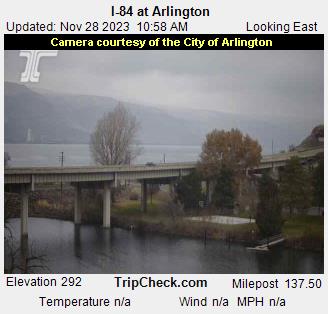 I-84 at Arlington
Updated: Nov 28 2023 10:58 AM Looking East
Camera courtesy of the City of Arlington
Elevation 292 TripCheck.com Milepost 137.50
Temperature n/a Wind n/a MPH n/a